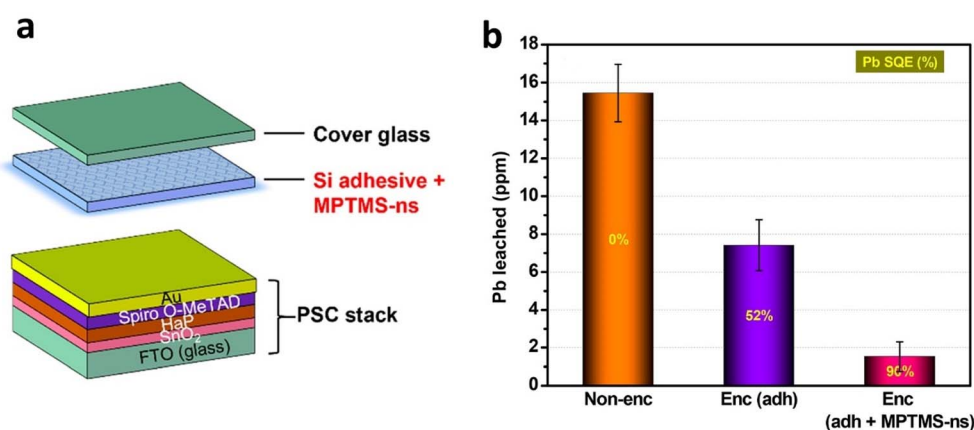 a
Cover glass
Si adhesive +
MPTMS-ns
Au
Spiro O-MeTAD
HaP
SnO₂
FTO (glass)
PSC stack
b
Pb leached (ppm)
18
16
14
12
10
8
6
4
2
0
Pb SQE (%)
0%
52%
90%
Non-enc
Enc (adh)
Enc
(adh + MPTMS-ns)